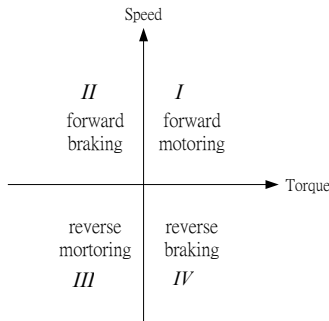 Speed
II
forward
braking
I
forward
motoring
Torque
reverse
mortoring
III
reverse
braking
IV